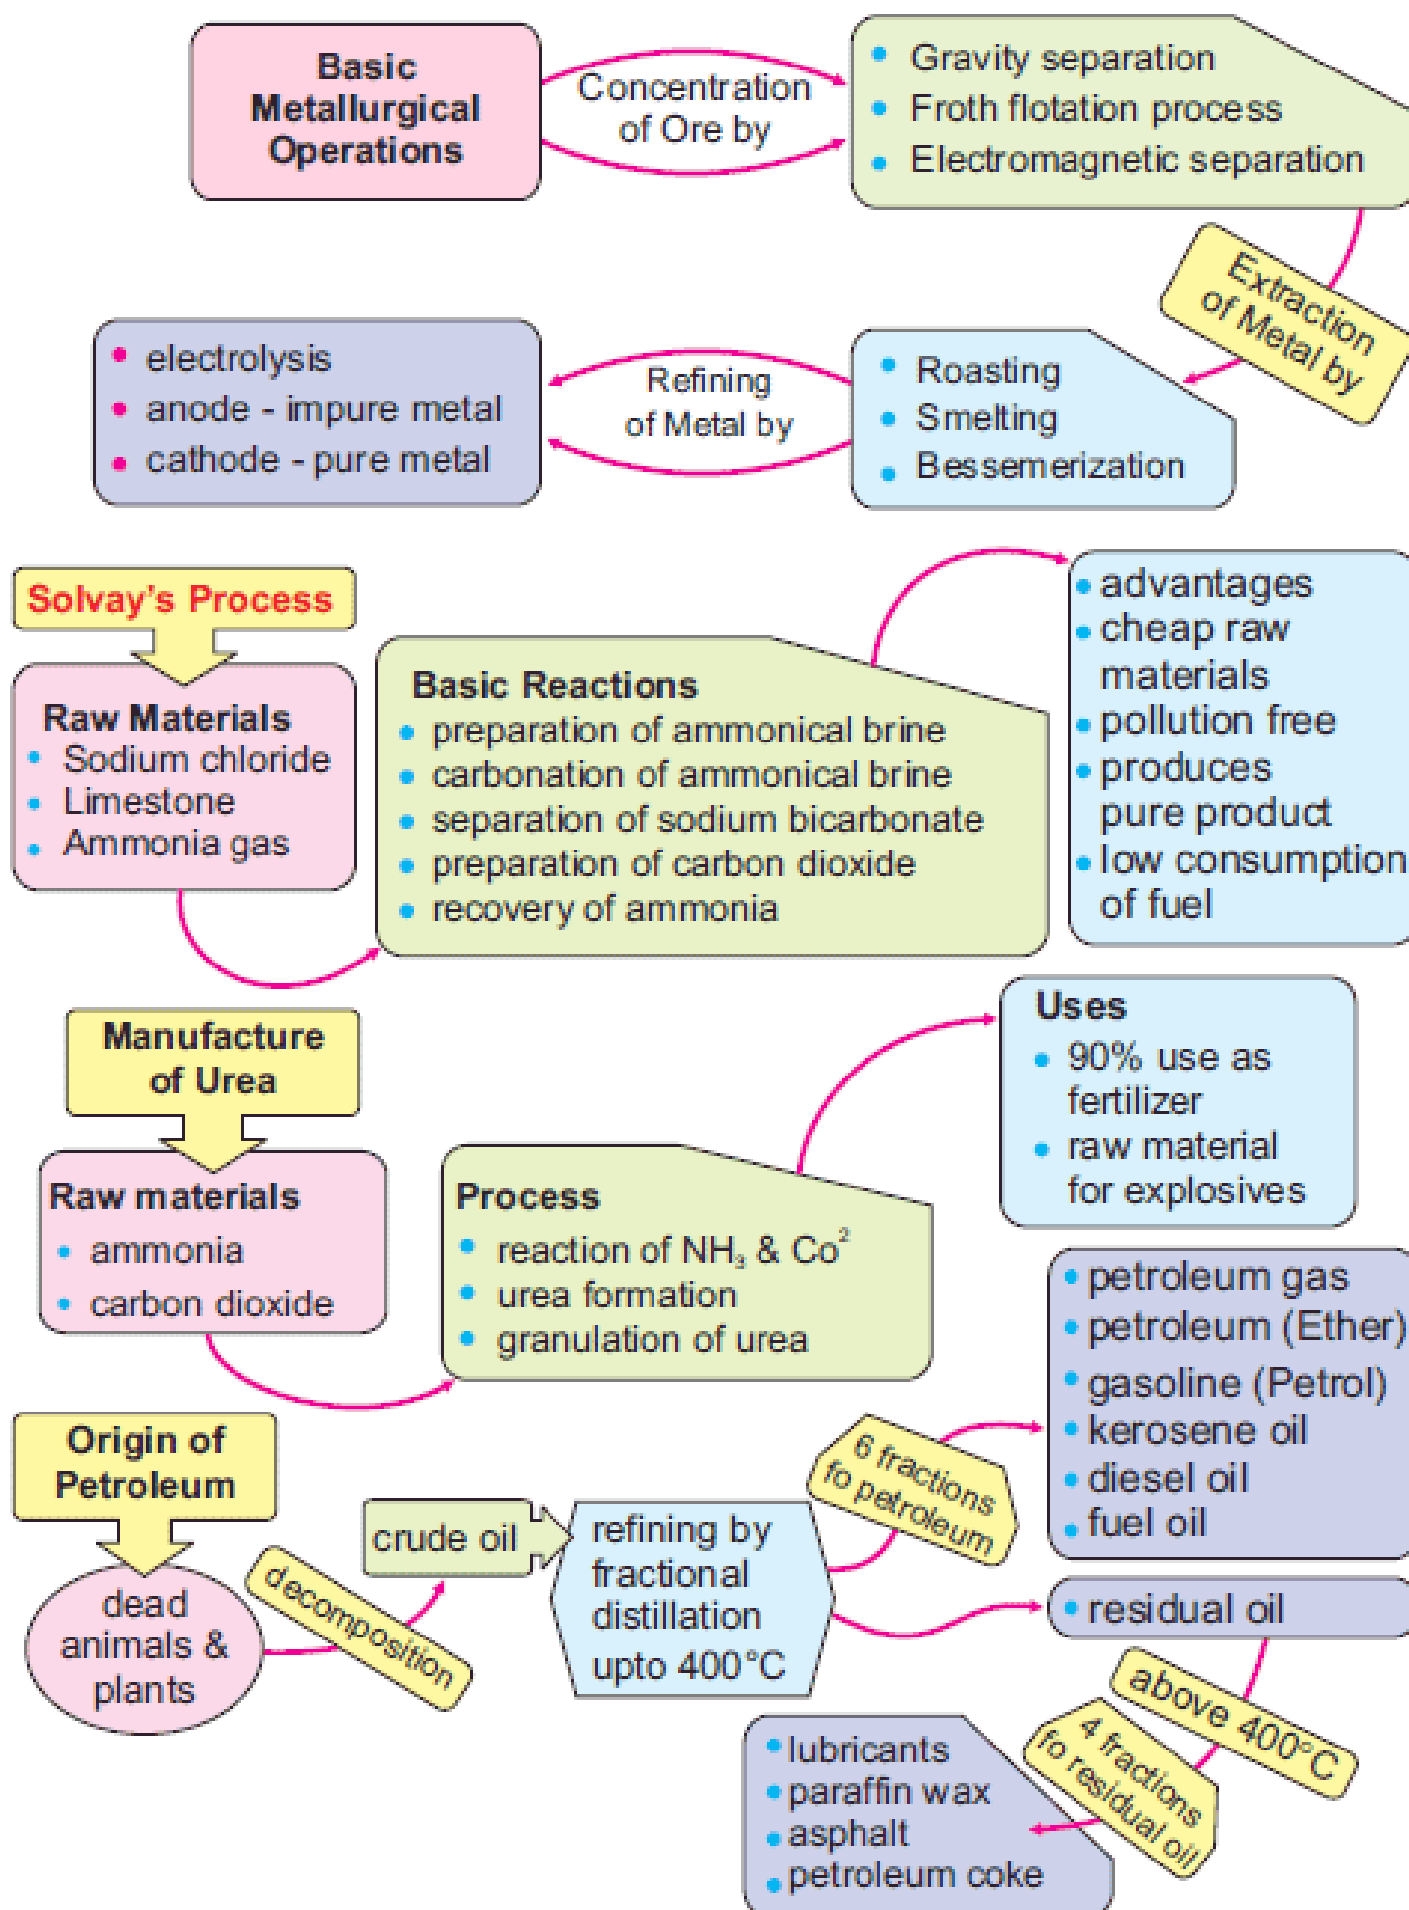 Basic
Metallurgical
Operations
Concentration
of Ore by
• Gravity separation
• Froth flotation process
• Electromagnetic separation
Extraction
of Metal by
• Roasting
• Smelting
• Bessemerization
Refining
of Metal by
• electrolysis
• anode - impure metal
• cathode - pure metal
Solvay's Process
Raw Materials
• Sodium chloride
• Limestone
• Ammonia gas
Basic Reactions
• preparation of ammonical brine
• carbonation of ammonical brine
• separation of sodium bicarbonate
• preparation of carbon dioxide
• recovery of ammonia
• advantages
• cheap raw
materials
• pollution free
• produces
pure product
• low consumption
of fuel
Manufacture
of Urea
Raw materials
• ammonia
• carbon dioxide
Process
• reaction of NH₃ & Co²
• urea formation
• granulation of urea
Uses
• 90% use as
fertilizer
• raw material
for explosives
Origin of
Petroleum
dead
animals &
plants
decomposition
crude oil
refining by
fractional
distillation
upto 400°C
6 fractions
fo petroleum
• petroleum gas
• petroleum (Ether)
• gasoline (Petrol)
• kerosene oil
• diesel oil
• fuel oil
• residual oil
above 400°C
4 fractions
fo residual oil
• lubricants
• paraffin wax
• asphalt
• petroleum coke